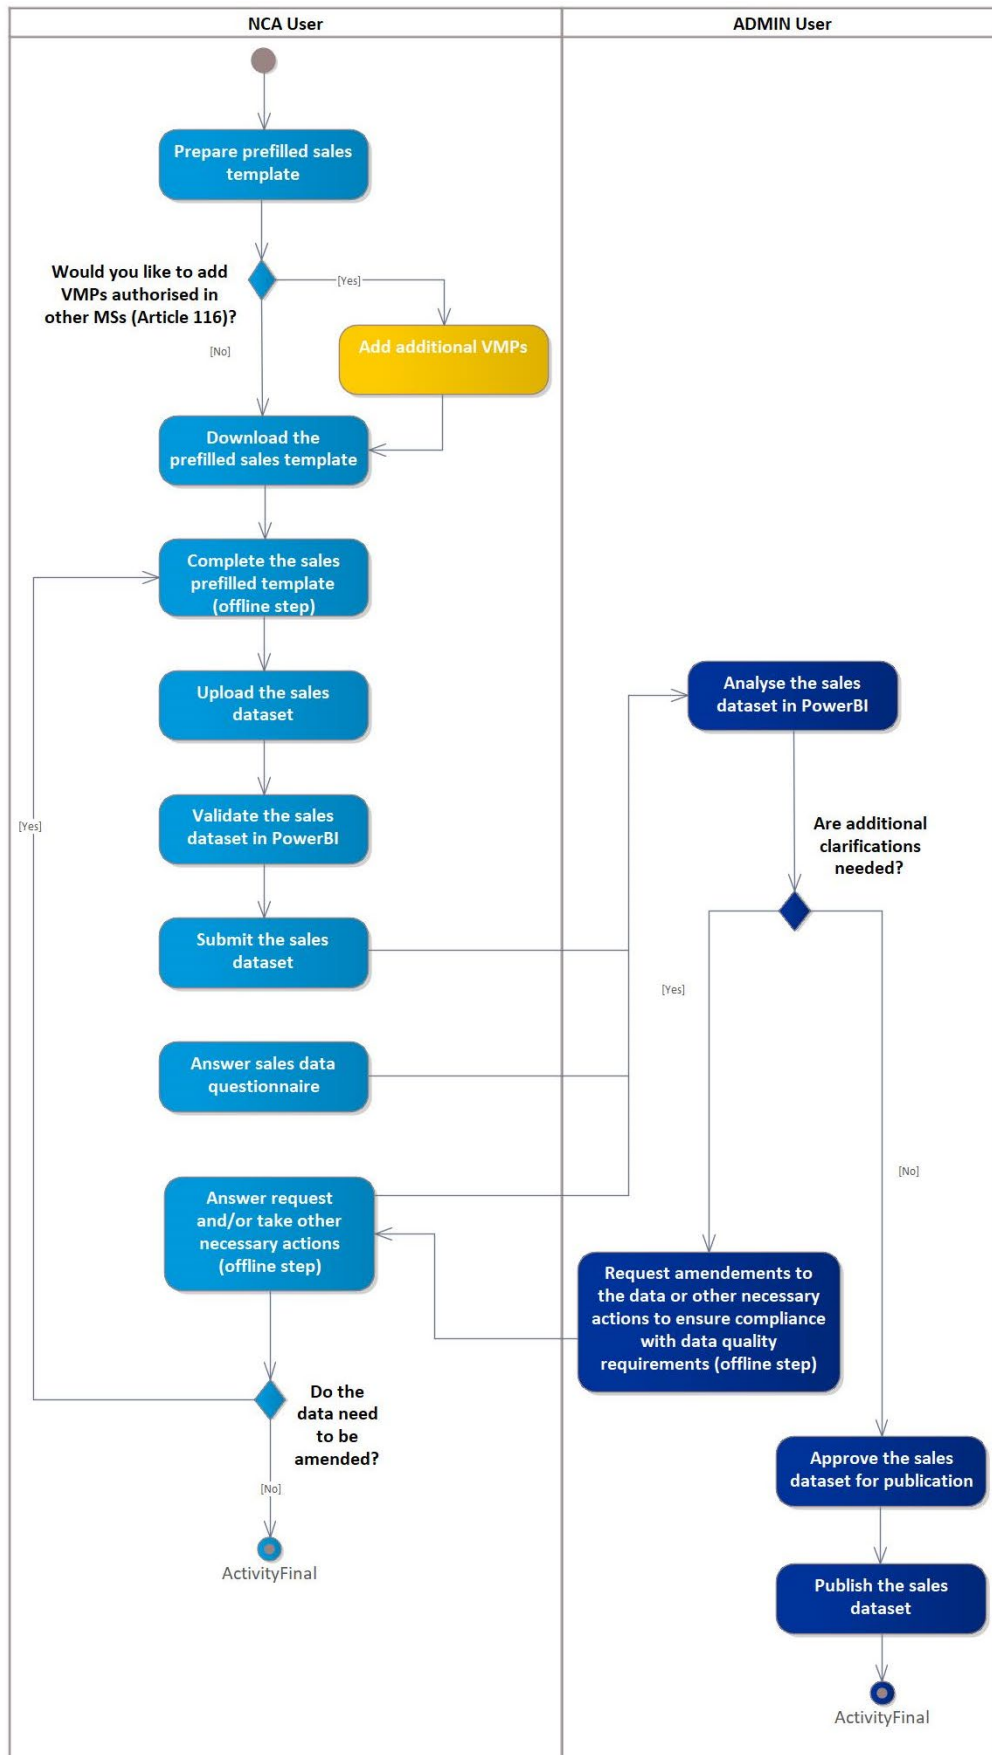 NCA User
ADMIN User
Prepare prefilled sales
template
Would you like to add
VMPs authorised in
other MSs (Article 116)?
[Yes]
[No]
Add additional VMPs
Download the
prefilled sales template
Complete the sales
prefilled template
(offline step)
Upload the sales
dataset
Analyse the sales
dataset in PowerBI
Validate the sales
dataset in PowerBI
[Yes]
Are additional
clarifications
needed?
Submit the sales
dataset
[Yes]
Answer sales data
questionnaire
[No]
Answer request
and/or take other
necessary actions
(offline step)
Request amendements to
the data or other necessary
actions to ensure compliance
with data quality
requirements (offline step)
Do the
data need
to be
amended?
[No]
Approve the sales
dataset for publication
ActivityFinal
Publish the sales
dataset
ActivityFinal